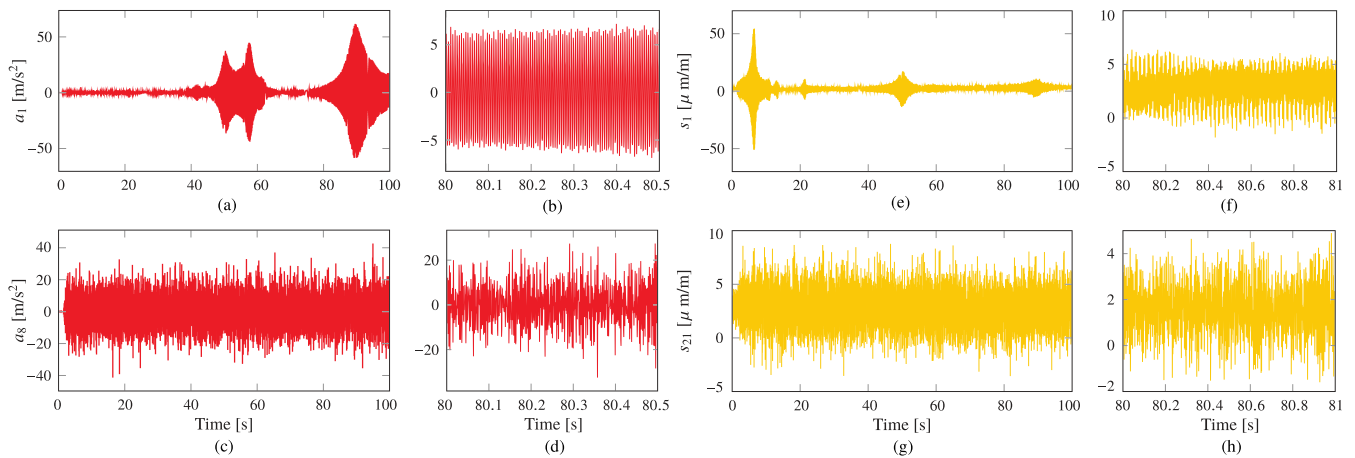 a₁ [m/s²]
50
0
−50
0 20 40 60 80 100
(a)
5
0
−5
80 80.1 80.2 80.3 80.4 80.5
(b)
s₁ [μ m/m]
50
0
−50
0 20 40 60 80 100
(e)
10
5
0
−5
80 80.2 80.4 80.6 80.8 81
(f)
a₈ [m/s²]
40
20
0
−20
−40
0 20 40 60 80 100
Time [s]
(c)
20
0
−20
80 80.1 80.2 80.3 80.4 80.5
Time [s]
(d)
s₂₁ [μ m/m]
10
5
0
−5
0 20 40 60 80 100
Time [s]
(g)
4
2
0
−2
80 80.2 80.4 80.6 80.8 81
Time [s]
(h)